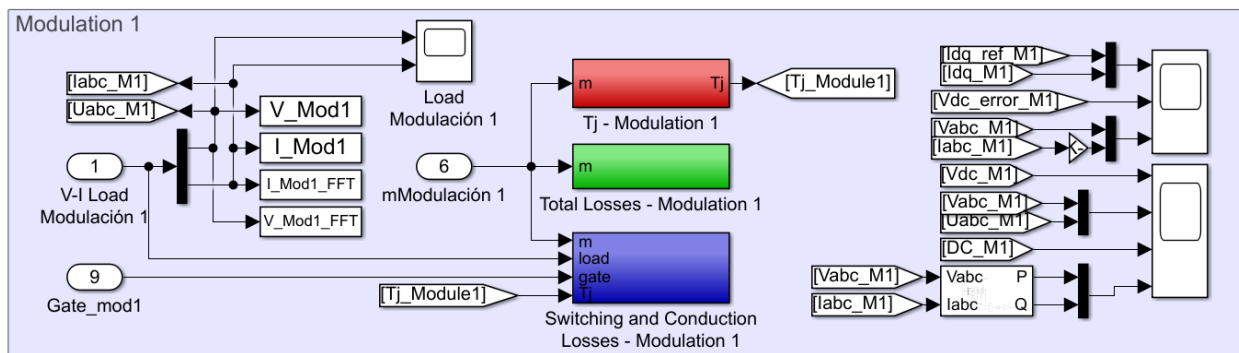 Modulation 1
[Iabc_M1]
[Uabc_M1]
1
V-I Load
Modulación 1
9
Gate_mod1
Load
Modulación 1
V_Mod1
I_Mod1
I_Mod1_FFT
V_Mod1_FFT
6
mModulación 1
[Tj_Module1]
m
Tj
Tj - Modulation 1
[Tj_Module1]
m
Total Losses - Modulation 1
m
load
gate
Tj
Switching and Conduction
Losses - Modulation 1
[Idq_ref_M1]
[Idq_M1]
[Vdc_error_M1]
[Vabc_M1]
[Iabc_M1]
[Vdc_M1]
[Vabc_M1]
[Uabc_M1]
[DC_M1]
[Vabc_M1]
[Iabc_M1]
Vabc
P
Iabc
Q